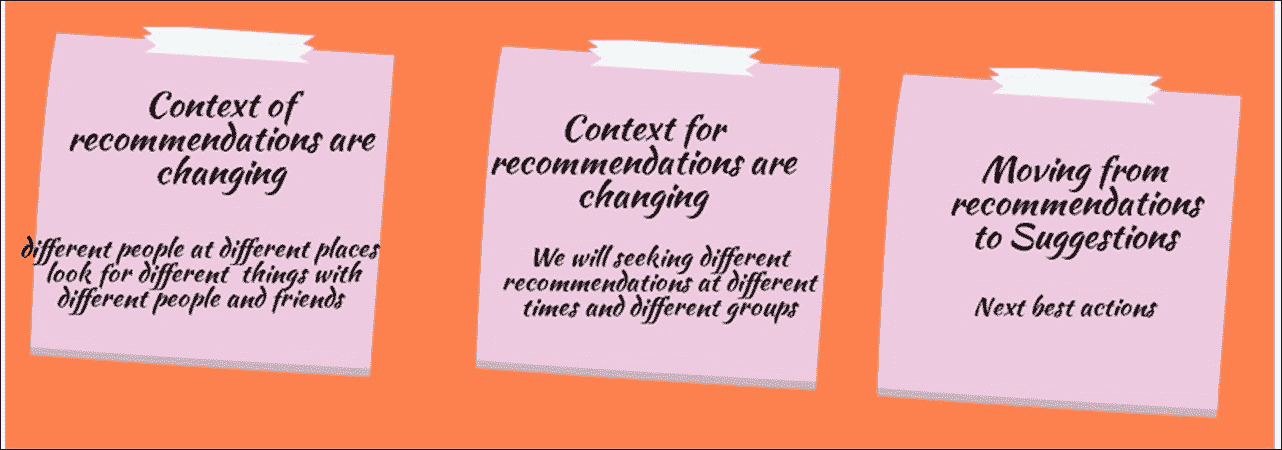 Context of
recommendations are
changing
different people at different places
look for different things with
different people and friends
Context for
recommendations are
changing
We will seeking different
recommendations at different
times and different groups
Moving from
recommendations
to Suggestions
Next best actions